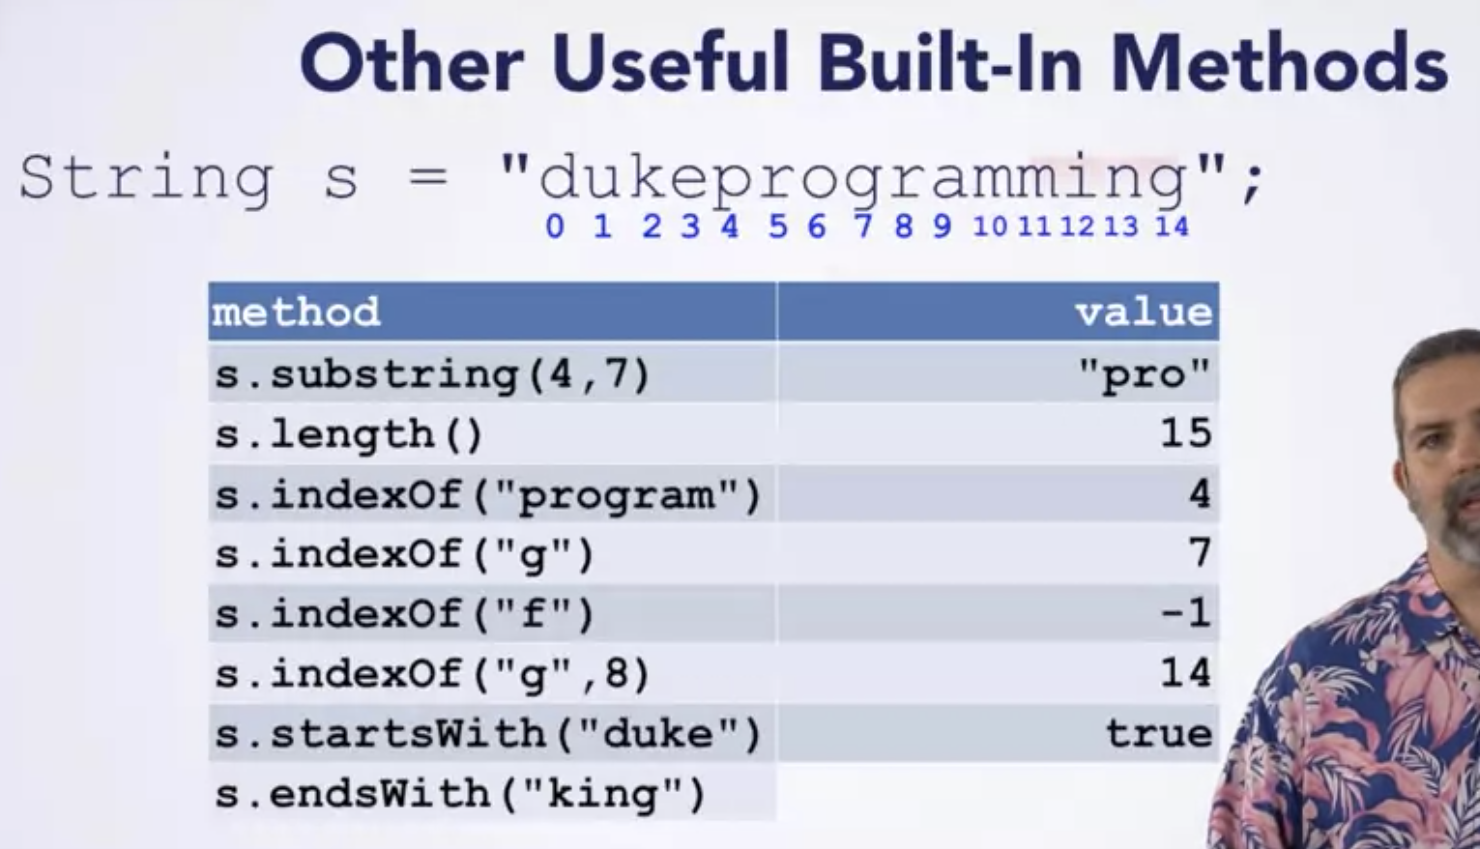 Other Useful Built-In Methods
String s = "dukeprogramming";
0 1 2 3 4 5 6 7 8 9 10 11 12 13 14
method value
s.substring(4,7) "pro"
s.length() 15
s.indexOf("program") 4
s.indexOf("g") 7
s.indexOf("f") -1
s.indexOf("g",8) 14
s.startsWith("duke") true
s.endsWith("king")